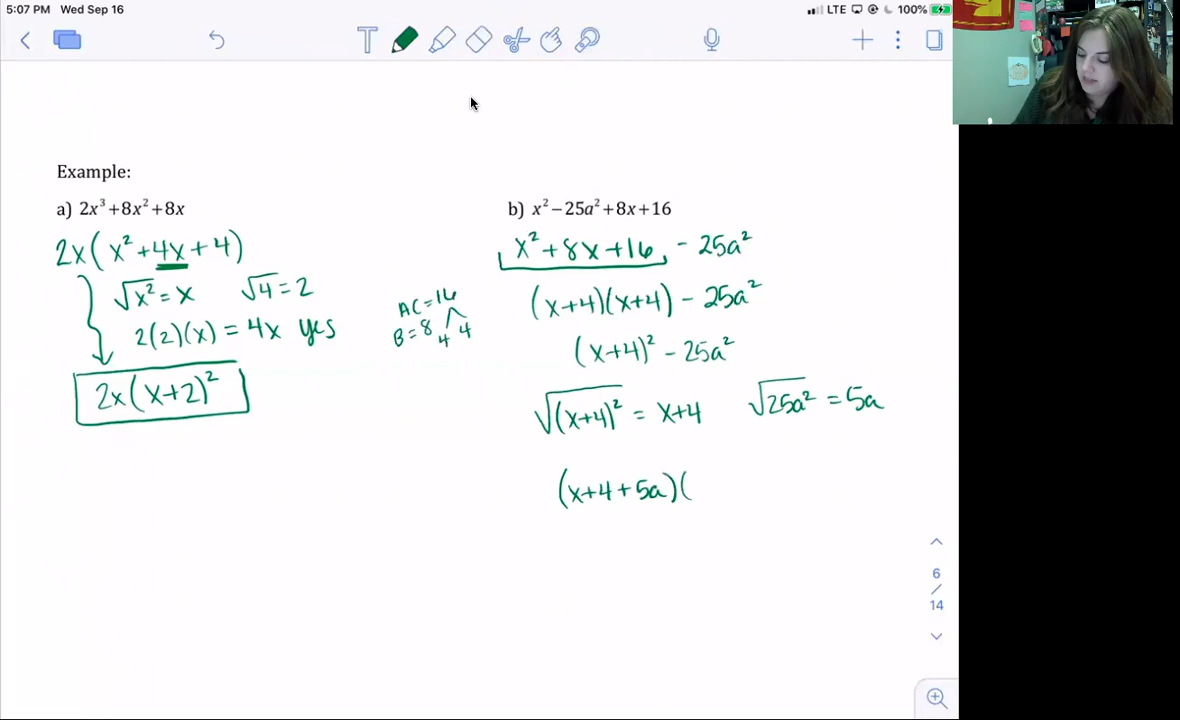 5:07 PM Wed Sep 16
LTE 100%
Example:
a) 2x³+8x²+8x
2x(x²+4x+4)
√x² = x √4 = 2
2(2)(x) = 4x yes
2x(x+2)²
b) x²−25a²+8x+16
x²+8x+16 - 25a²
AC=16
B=8 4 4
(x+4)(x+4) - 25a²
(x+4)² - 25a²
√(x+4)² = x+4 √25a² = 5a
(x+4+5a)(
6
/
14